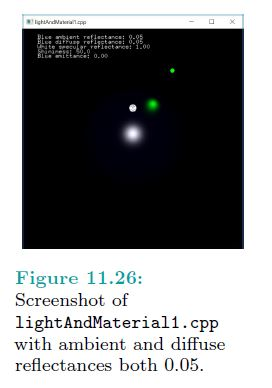 lightAndMaterial1.cpp
Blue ambient reflectance: 0.05
Blue diffuse reflectance: 0.05
White specular reflectance: 1.00
Shininess: 50.0
Blue emittance: 0.00
Figure 11.26:
Screenshot of
lightAndMaterial1.cpp
with ambient and diffuse
reflectances both 0.05.